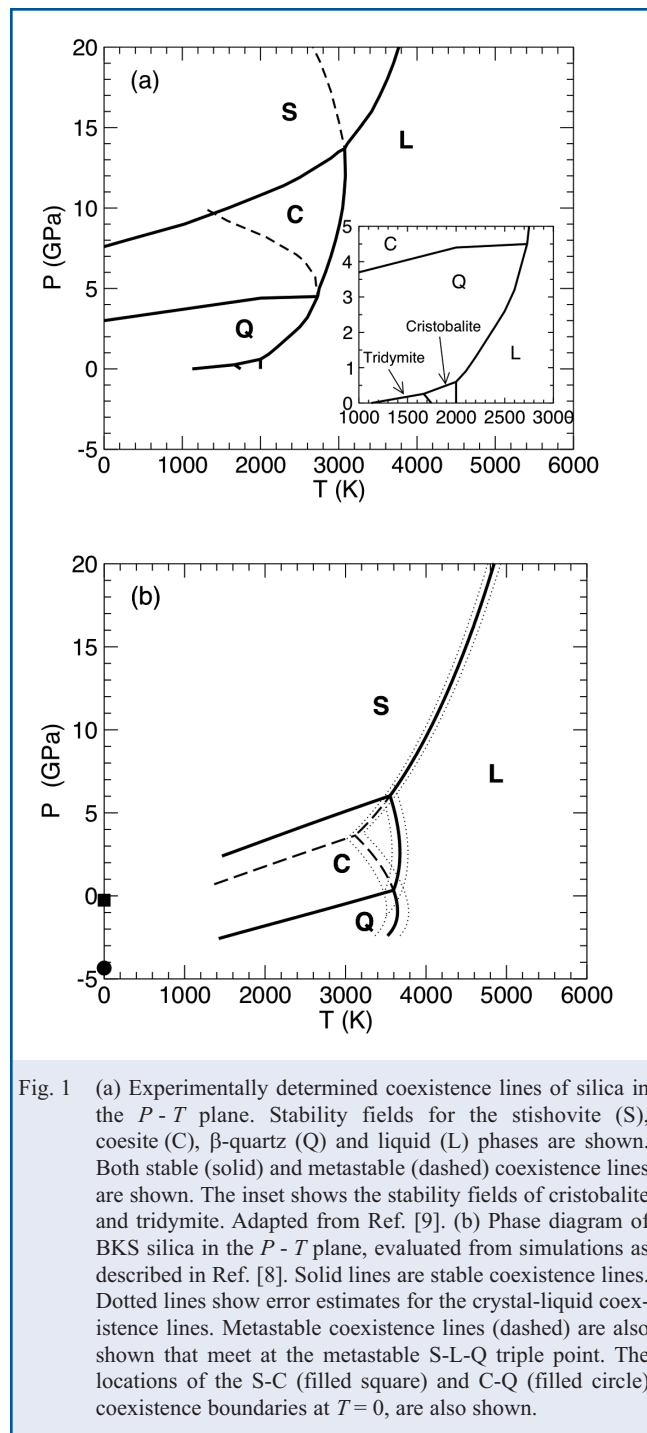 20
(a)
15
S
L
10
C
P (GPa)
5
Q
0
-5
0 1000 2000 3000 4000 5000 6000
T (K)
5
C
4
Q
3
Cristobalite
2
L
Tridymite
1
0
1000 1500 2000 2500 3000
20
(b)
15
S
10
L
P (GPa)
5
C
0
Q
-5
0 1000 2000 3000 4000 5000 6000
T (K)
Fig. 1 (a) Experimentally determined coexistence lines of silica in
the P - T plane. Stability fields for the stishovite (S),
coesite (C), β-quartz (Q) and liquid (L) phases are shown.
Both stable (solid) and metastable (dashed) coexistence lines
are shown. The inset shows the stability fields of cristobalite
and tridymite. Adapted from Ref. [9]. (b) Phase diagram of
BKS silica in the P - T plane, evaluated from simulations as
described in Ref. [8]. Solid lines are stable coexistence lines.
Dotted lines show error estimates for the crystal-liquid coex-
istence lines. Metastable coexistence lines (dashed) are also
shown that meet at the metastable S-L-Q triple point. The
locations of the S-C (filled square) and C-Q (filled circle)
coexistence boundaries at T = 0, are also shown.